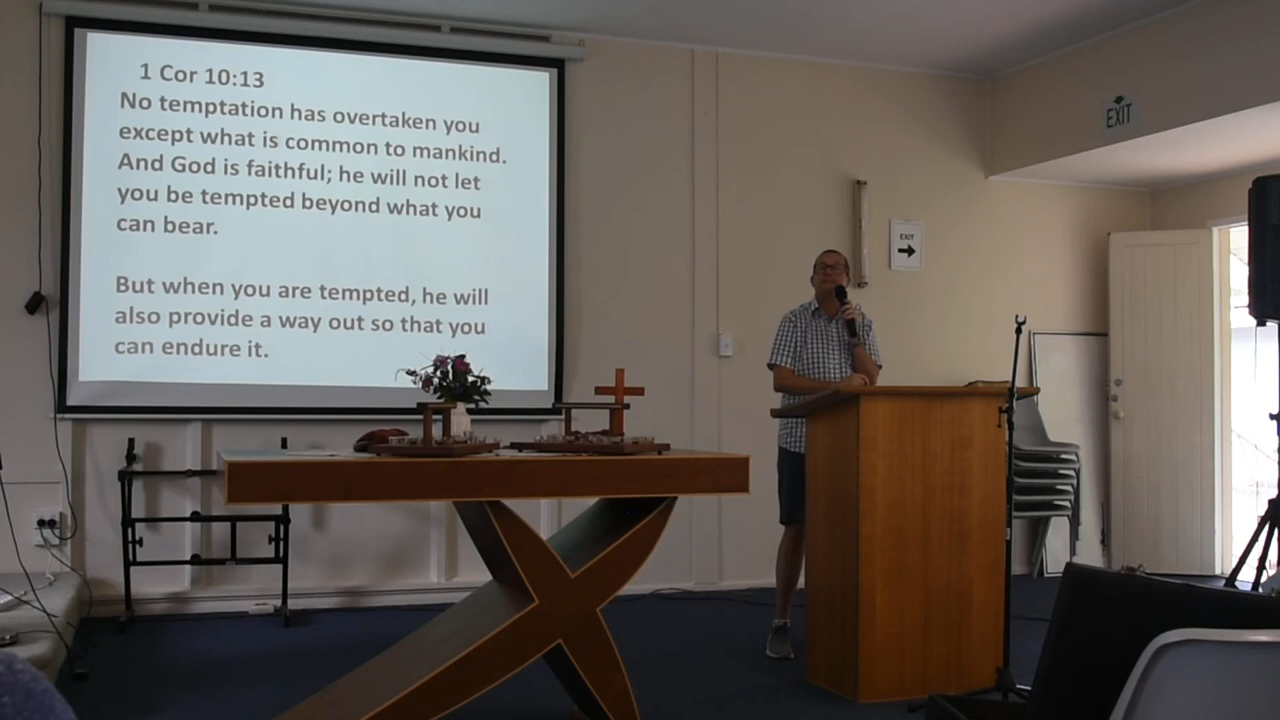 1 Cor 10:13
No temptation has overtaken you
except what is common to mankind.
And God is faithful; he will not let
you be tempted beyond what you
can bear.
But when you are tempted, he will
also provide a way out so that you
can endure it.
EXIT
EXIT